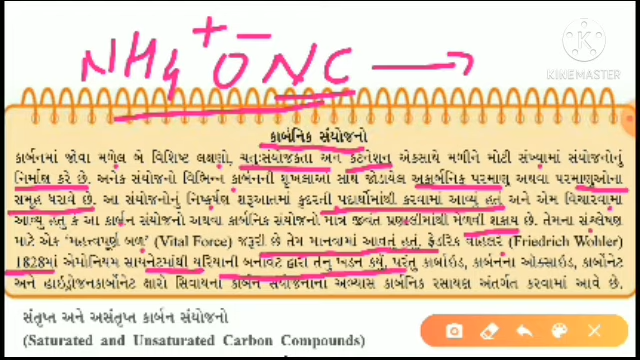 NH4+ O−NC →
KINEMASTER
કાર્બનિક સંયોજનો
કાર્બનમાં જોવા મળેલ બે વિશિષ્ટ લક્ષણો, ચતુઃસંયોજકતા અને કેટનેશન એકસાથે મળીને મોટી સંખ્યામાં સંયોજનોનું
નિર્માણ કરે છે. અનેક સંયોજનો વિભિન્ન કાર્બનની શૃંખલાઓ સાથે જોડાયેલ અકાર્બનિક પરમાણુ અથવા પરમાણુઓના
સમૂહ ધરાવે છે. આ સંયોજનોનું નિષ્કર્ષણ શરૂઆતમાં કુદરતી પદાર્થોમાંથી કરવામાં આવ્યું હતું અને એમ વિચારવામાં
આવ્યું હતું કે આ કાર્બન સંયોજનો અથવા કાર્બનિક સંયોજનો માત્ર જીવંત પ્રણાલીમાંથી મેળવી શકાય છે. તેમના સંશ્લેષણ
માટે એક ‘મહત્ત્વપૂર્ણ બળ’ (Vital Force) જરૂરી છે તેમ માનવામાં આવતું હતું. ફ્રેડરિક વોહલર (Friedrich Wohler)
1828માં એમોનિયમ સાયનેટમાંથી યુરિયાની બનાવટ દ્વારા તેનું ખંડન કર્યું, પરંતુ કાર્બાઇડ, કાર્બનના ઓક્સાઇડ, કાર્બોનેટ
અને હાઈડ્રોજનકાર્બોનેટ ક્ષારો સિવાયના કાર્બન સંયોજનોનો અભ્યાસ કાર્બનિક રસાયણ અંતર્ગત કરવામાં આવે છે.
સંતૃપ્ત અને અસંતૃપ્ત કાર્બન સંયોજનો
(Saturated and Unsaturated Carbon Compounds)